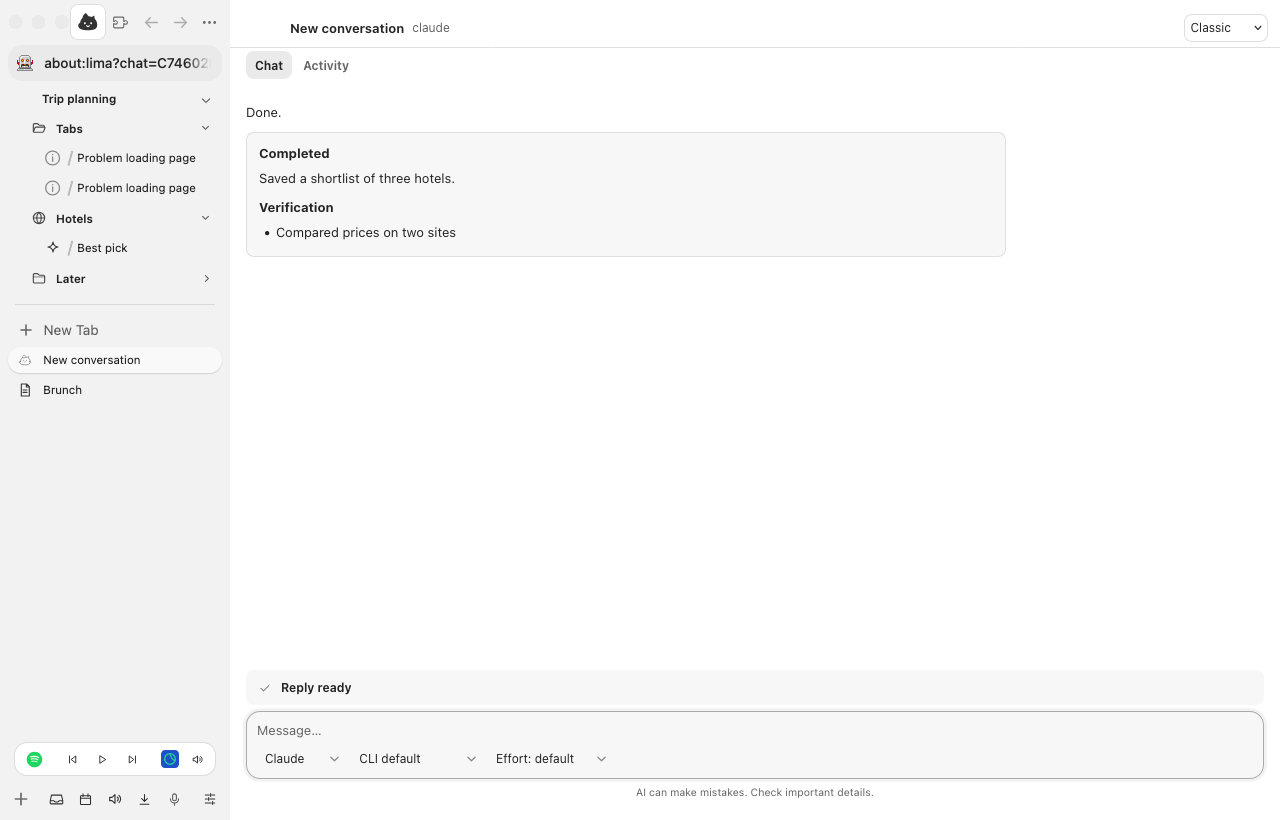 New conversation claude
Classic
about:lima?chat=C7460
Chat
Activity
Trip planning
Tabs
/ Problem loading page
/ Problem loading page
Hotels
/ Best pick
Later
New Tab
New conversation
Brunch
Done.
Completed
Saved a shortlist of three hotels.
Verification
• Compared prices on two sites
Reply ready
Message...
Claude
CLI default
Effort: default
AI can make mistakes. Check important details.